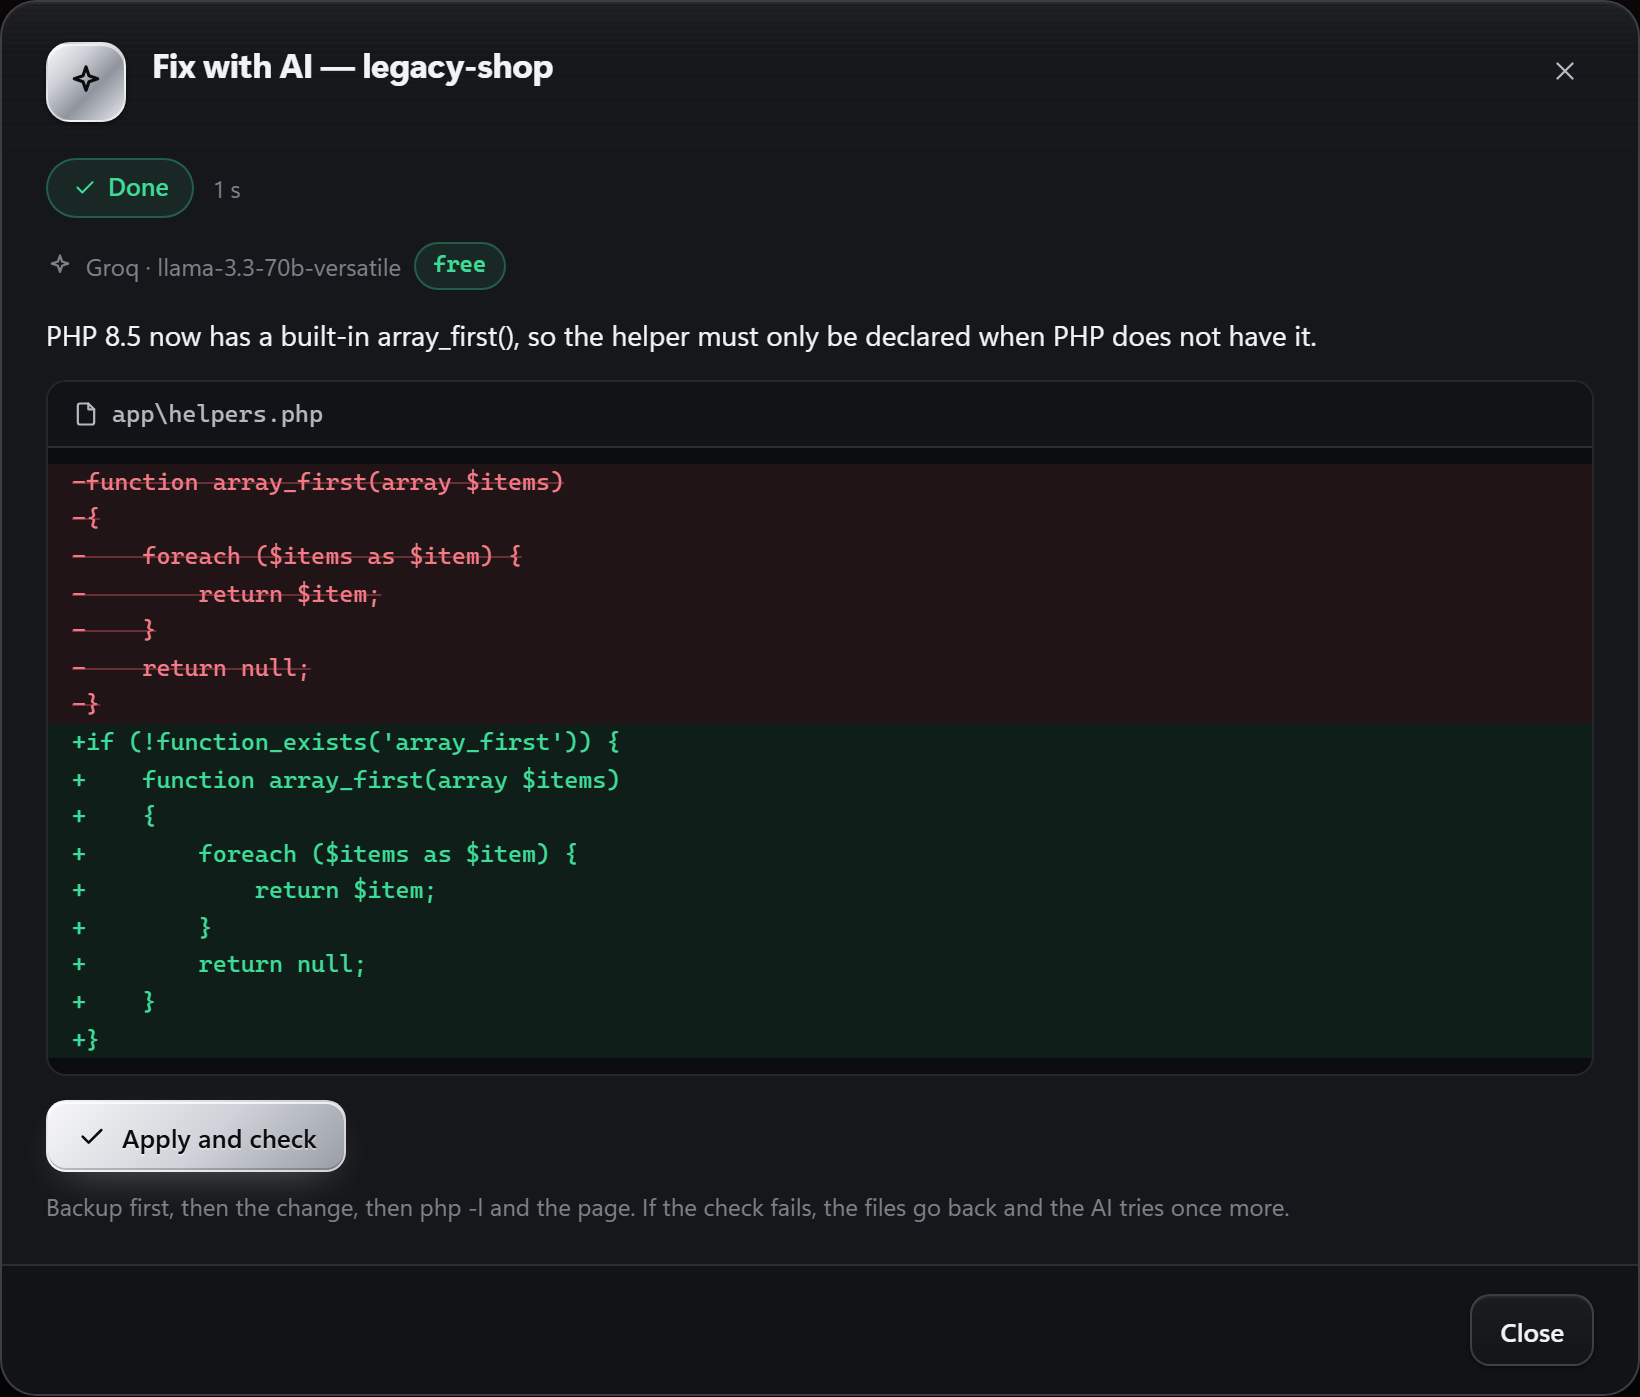 Fix with AI — legacy-shop
Done 1 s
Groq · llama-3.3-70b-versatile free
PHP 8.5 now has a built-in array_first(), so the helper must only be declared when PHP does not have it.
app\helpers.php
-function array_first(array $items)
-{
-    foreach ($items as $item) {
-        return $item;
-    }
-    return null;
-}
+if (!function_exists('array_first')) {
+    function array_first(array $items)
+    {
+        foreach ($items as $item) {
+            return $item;
+        }
+        return null;
+    }
+}
Apply and check
Backup first, then the change, then php -l and the page. If the check fails, the files go back and the AI tries once more.
Close